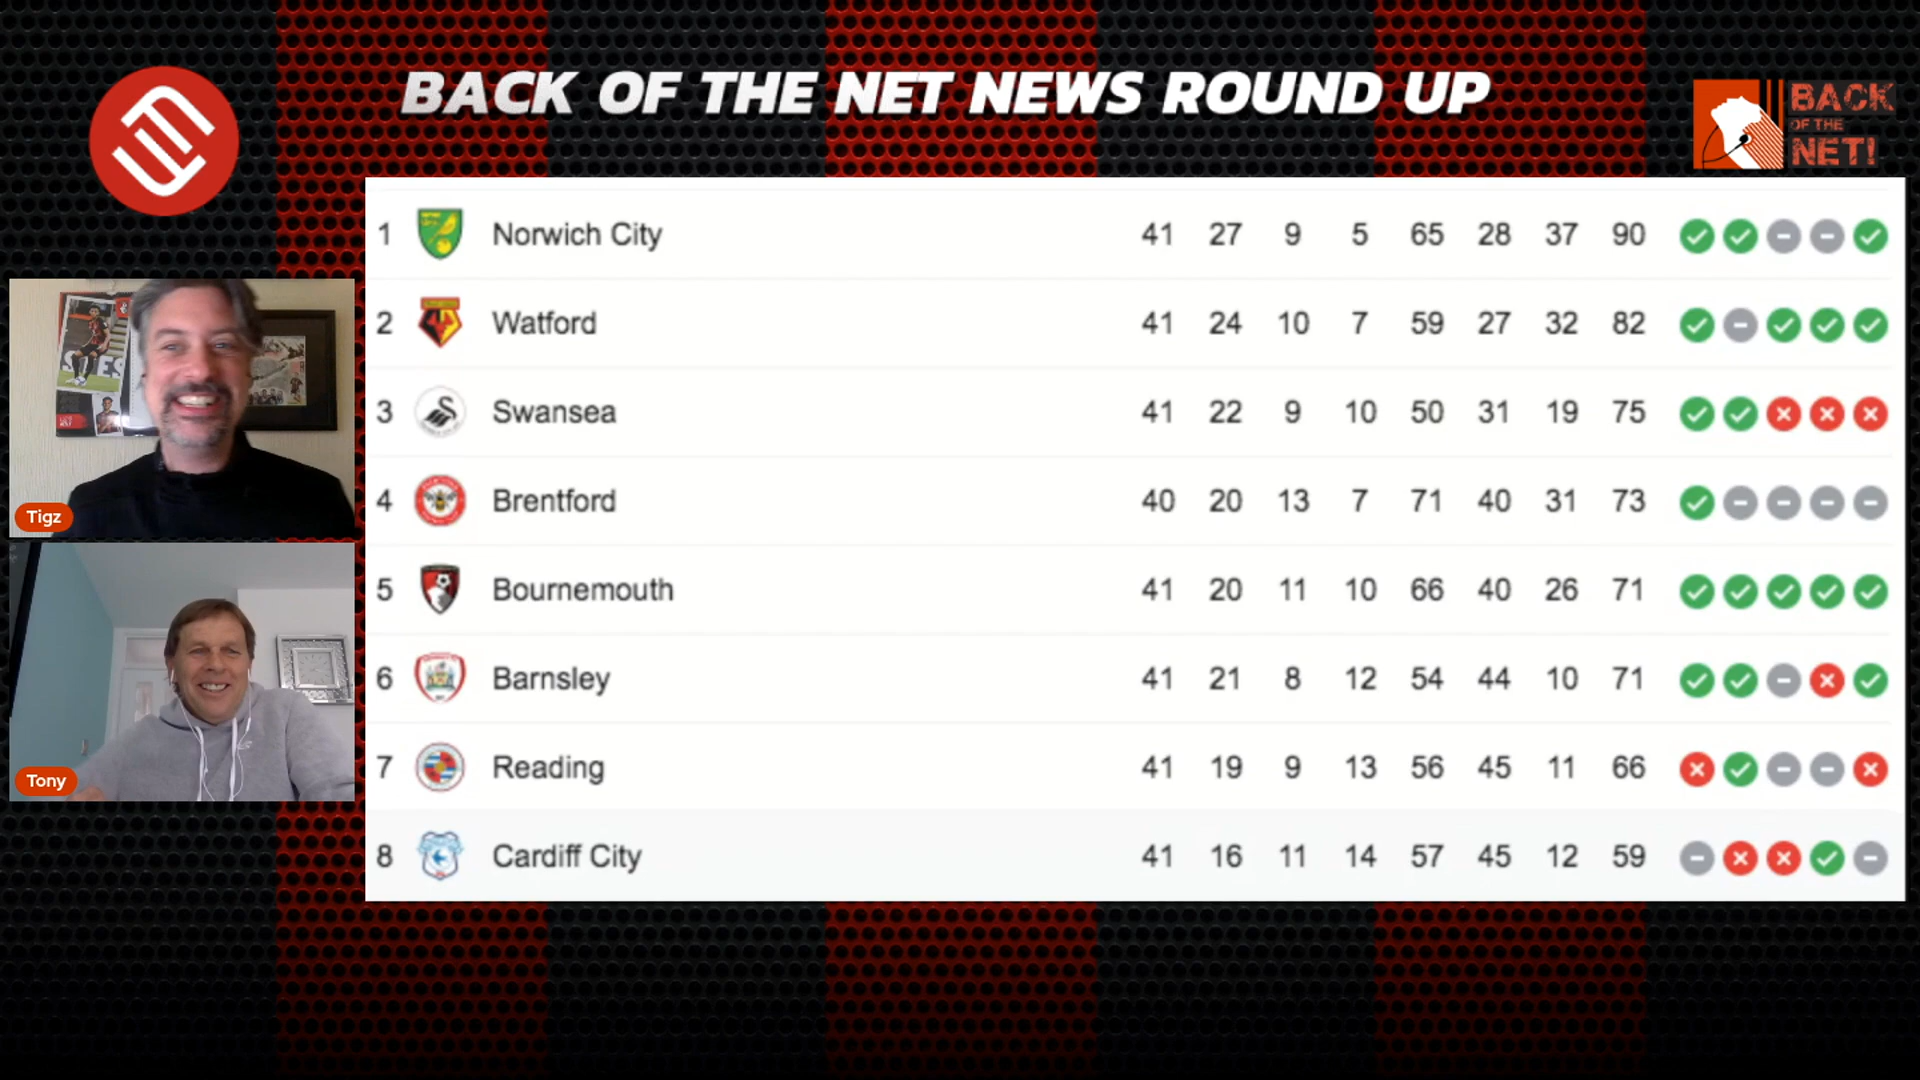 BACK OF THE NET NEWS ROUND UP
BACK
OF THE
NET!
1 Norwich City 41 27 9 5 65 28 37 90
2 Watford 41 24 10 7 59 27 32 82
3 Swansea 41 22 9 10 50 31 19 75
4 Brentford 40 20 13 7 71 40 31 73
5 Bournemouth 41 20 11 10 66 40 26 71
6 Barnsley 41 21 8 12 54 44 10 71
7 Reading 41 19 9 13 56 45 11 66
8 Cardiff City 41 16 11 14 57 45 12 59
Tigz
Tony